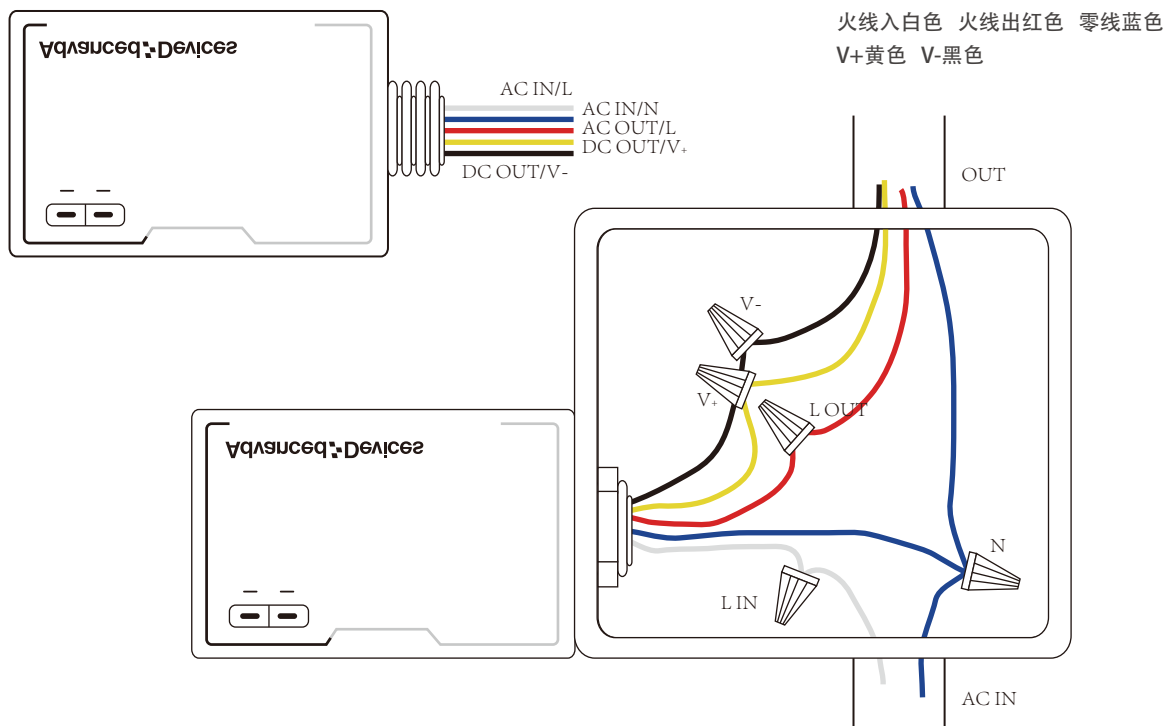 火线入白色 火线出红色 零线蓝色
V+黄色 V-黑色
Advanced Devices
AC IN/L
AC IN/N
AC OUT/L
DC OUT/V+
DC OUT/V-
OUT
V-
V+
L OUT
Advanced Devices
N
L IN
AC IN